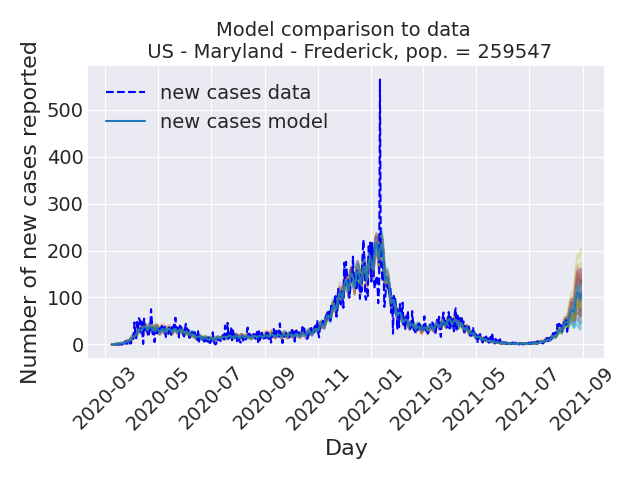 Model comparison to data
US - Maryland - Frederick, pop. = 259547
Number of new cases reported
500
400
300
200
100
0
new cases data
new cases model
2020-03
2020-05
2020-07
2020-09
2020-11
2021-01
2021-03
2021-05
2021-07
2021-09
Day